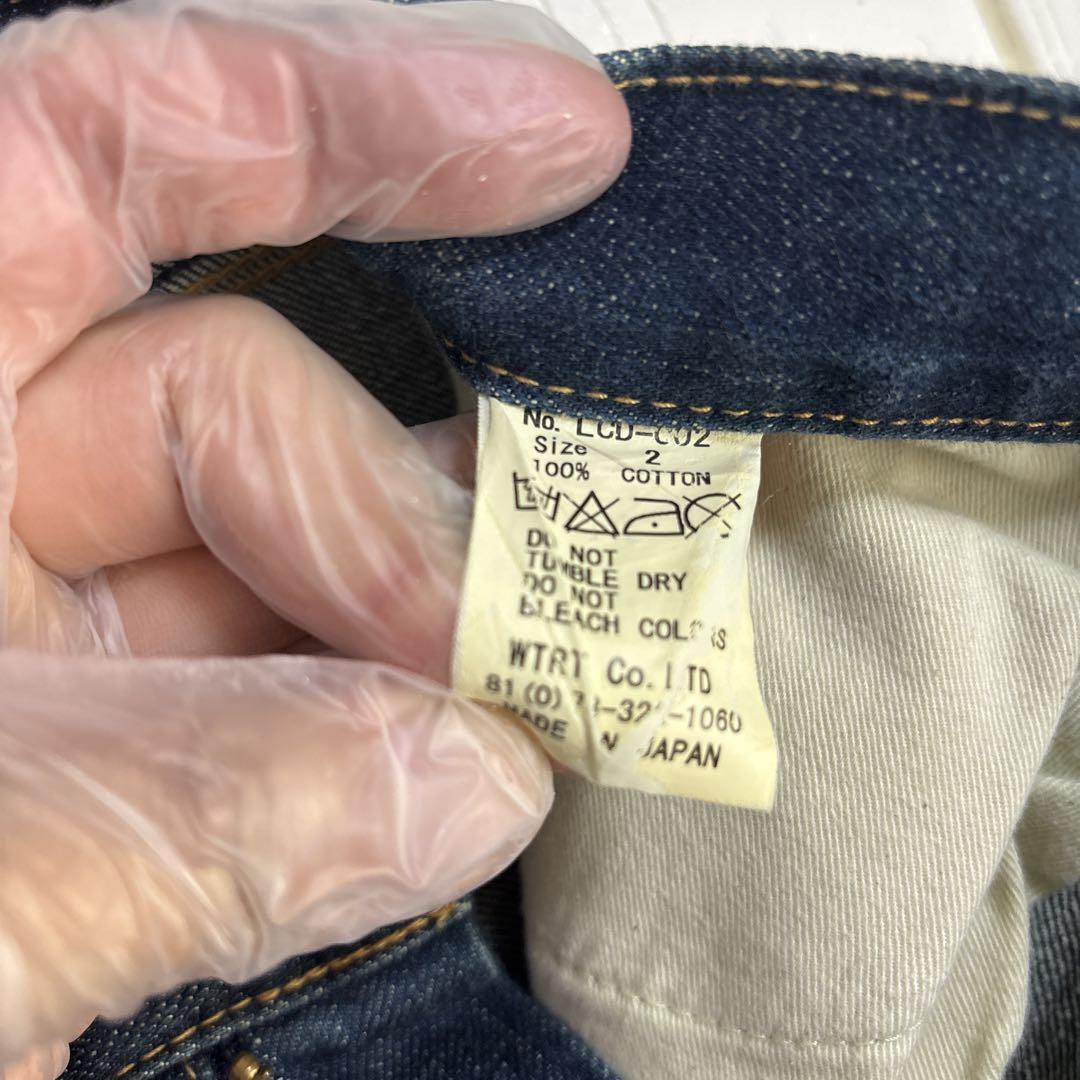 No. LCD-002
Size 2
100% COTTON
DO NOT
TUMBLE DRY
DO NOT
BLEACH COLORS
WTRT Co. LTD
MADE IN JAPAN